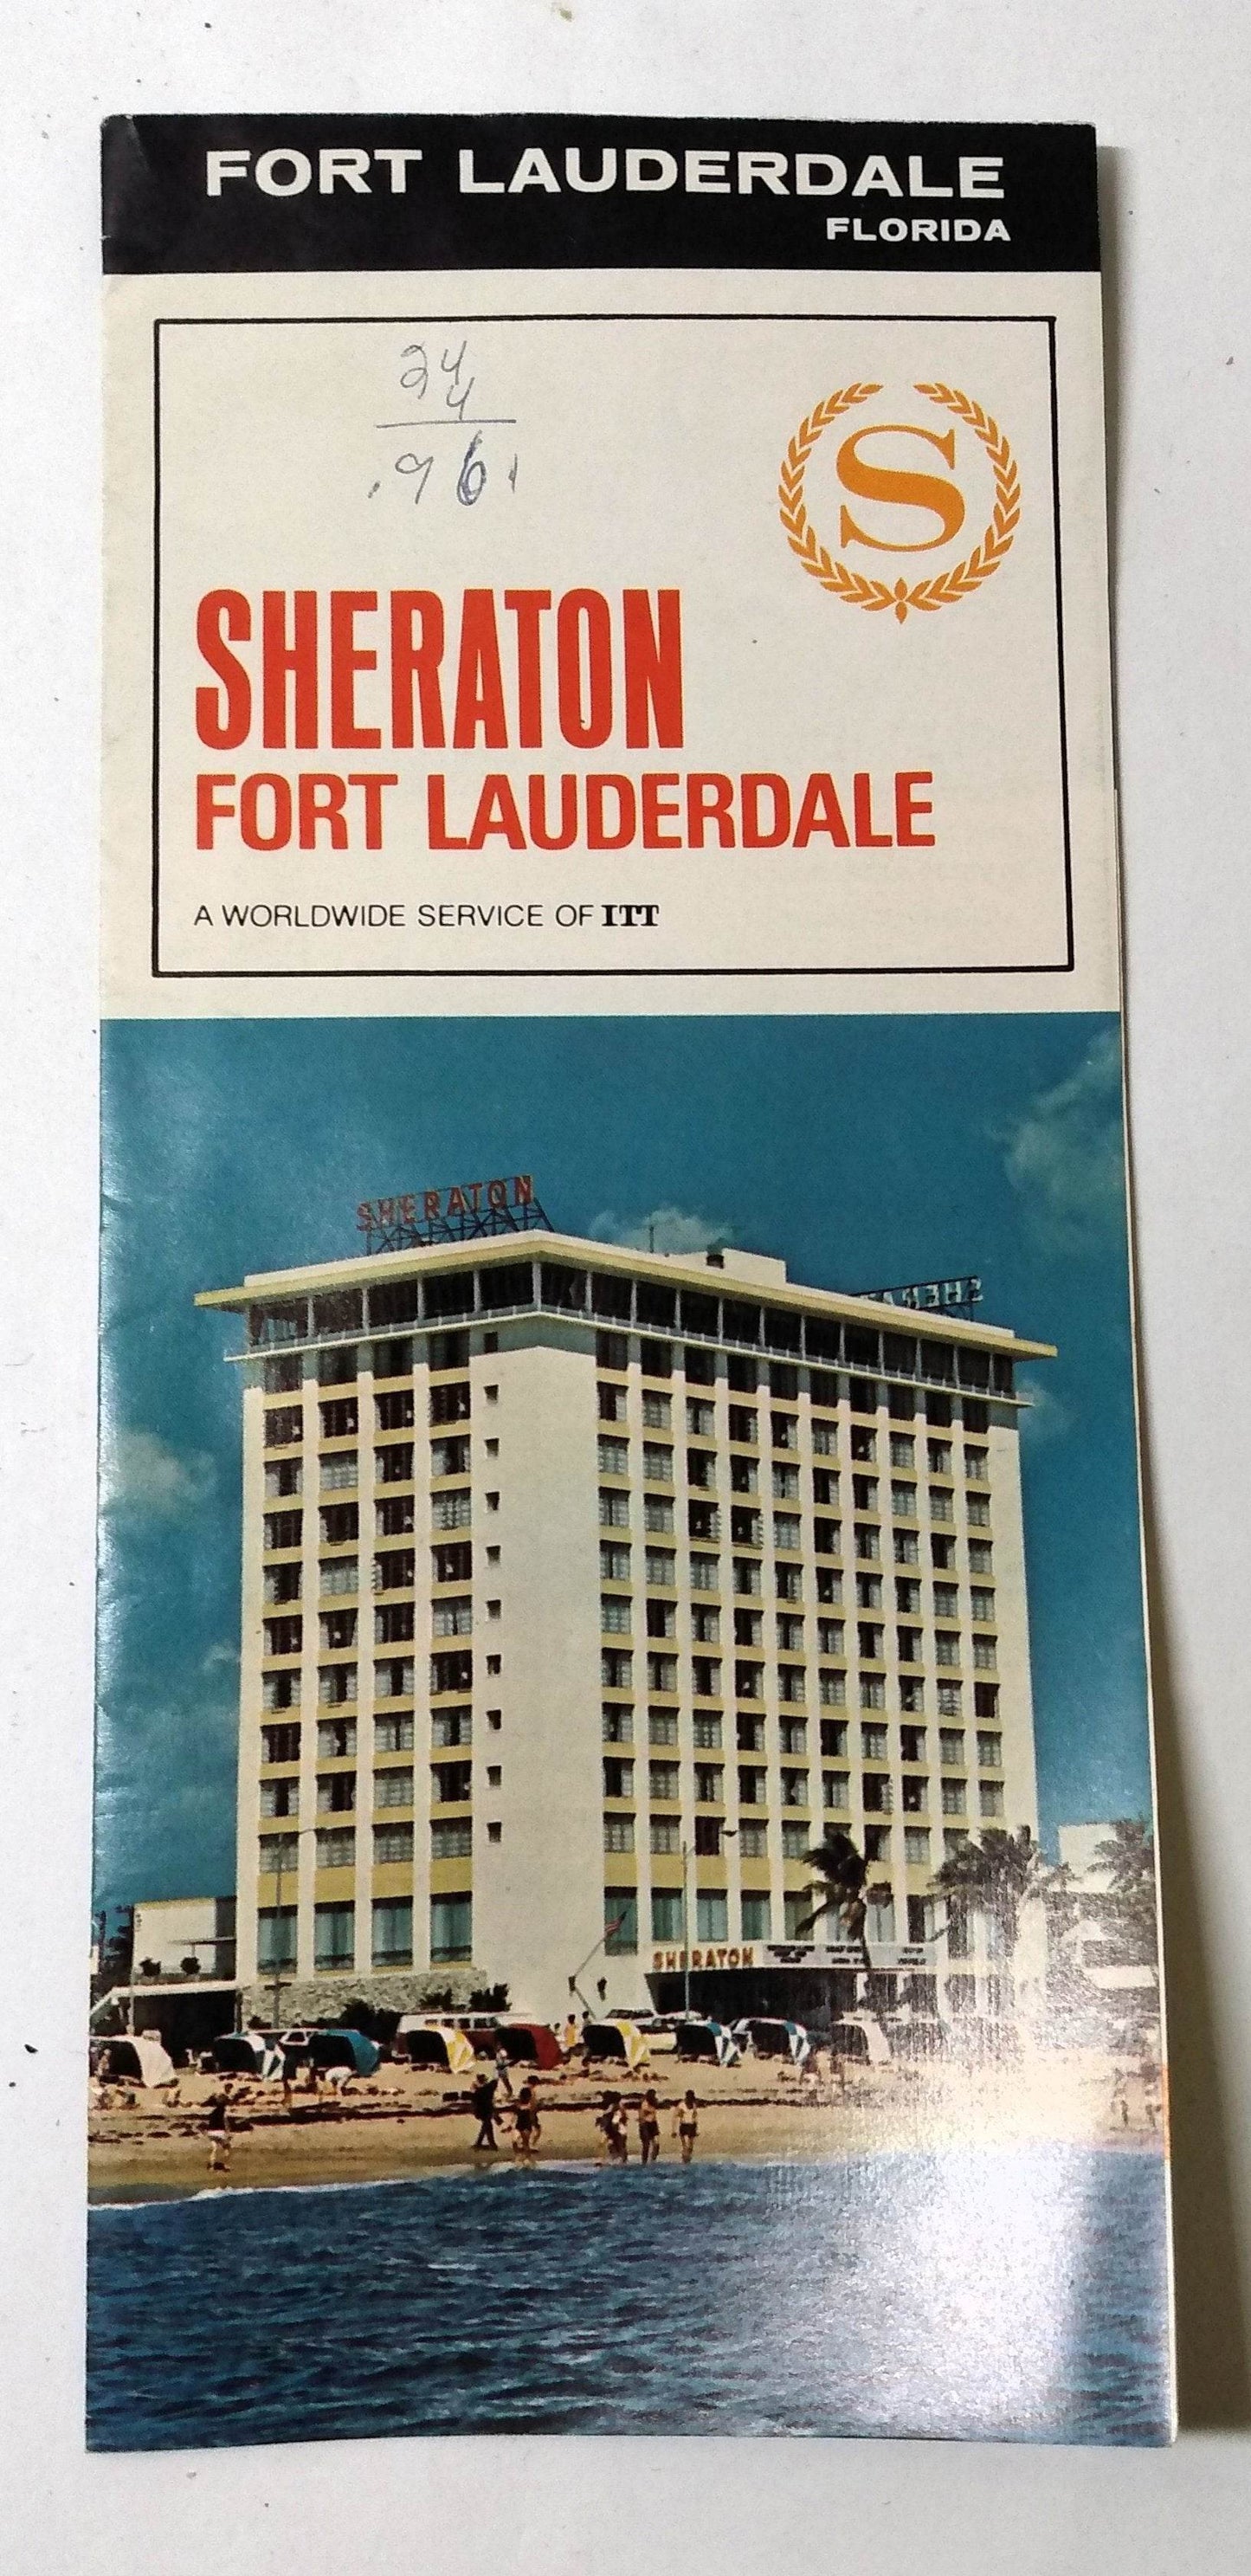 FORT LAUDERDALE
FLORIDA
24
4
.96
S
SHERATON
FORT LAUDERDALE
A WORLDWIDE SERVICE OF ITT
SHERATON
SHERATON